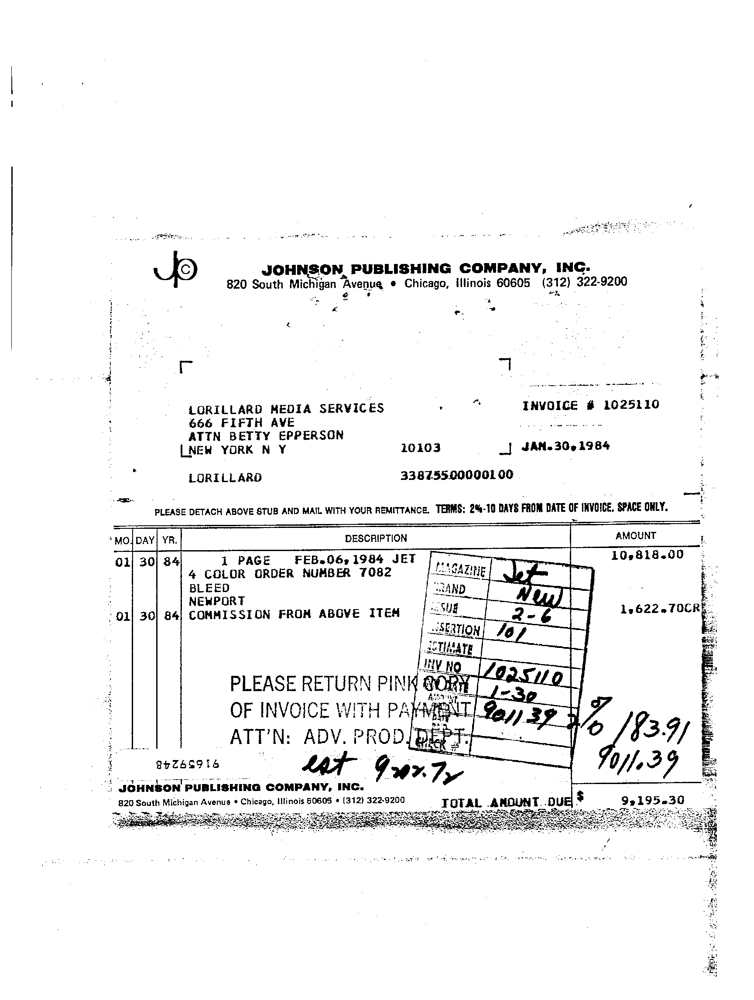 JPC
JOHNSON PUBLISHING COMPANY, INC.
820 South Michigan Avenue • Chicago, Illinois 60605 (312) 322-9200
LORILLARD MEDIA SERVICES
666 FIFTH AVE
ATTN BETTY EPPERSON
NEW YORK N Y 10103
INVOICE # 1025110
JAN.30,1984
LORILLARD 33875500000100
PLEASE DETACH ABOVE STUB AND MAIL WITH YOUR REMITTANCE. TERMS: 2%-10 DAYS FROM DATE OF INVOICE. SPACE ONLY.
MO. DAY YR. DESCRIPTION AMOUNT
01 30 84 1 PAGE FEB.06,1984 JET 10,818.00
4 COLOR ORDER NUMBER 7082
BLEED
NEWPORT
01 30 84 COMMISSION FROM ABOVE ITEM 1,622.70CR
MAGAZINE Jet
BRAND New
ISSUE 2-6
INSERTION 101
ESTIMATE
INV NO 1025110
1-30
9011 39
CHECK #
PLEASE RETURN PINK COPY
OF INVOICE WITH PAYMENT
ATT'N: ADV. PROD. DEPT.
2% 183.91
9011.39
91659248
est
JOHNSON PUBLISHING COMPANY, INC.
820 South Michigan Avenue • Chicago, Illinois 60605 • (312) 322-9200
TOTAL AMOUNT DUE $ 9,195.30